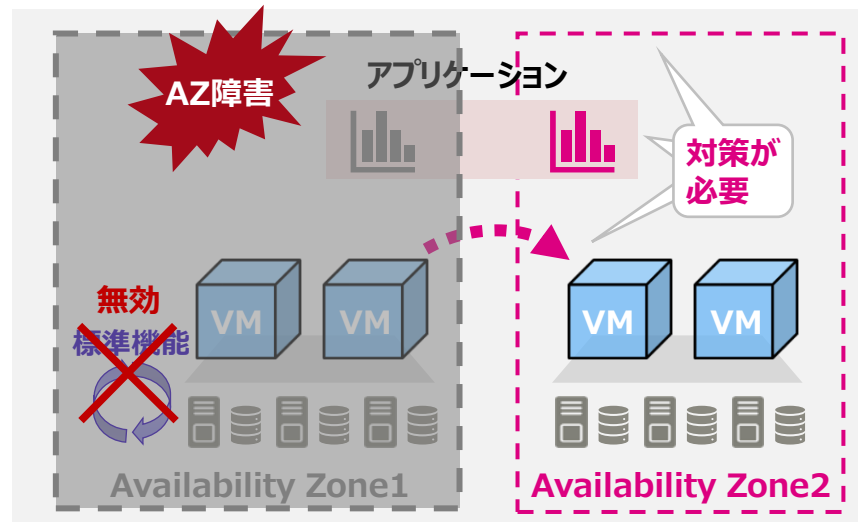 AZ障害
アプリケーション
対策が
必要
無効
標準機能
VM
VM
VM
VM
Availability Zone1
Availability Zone2